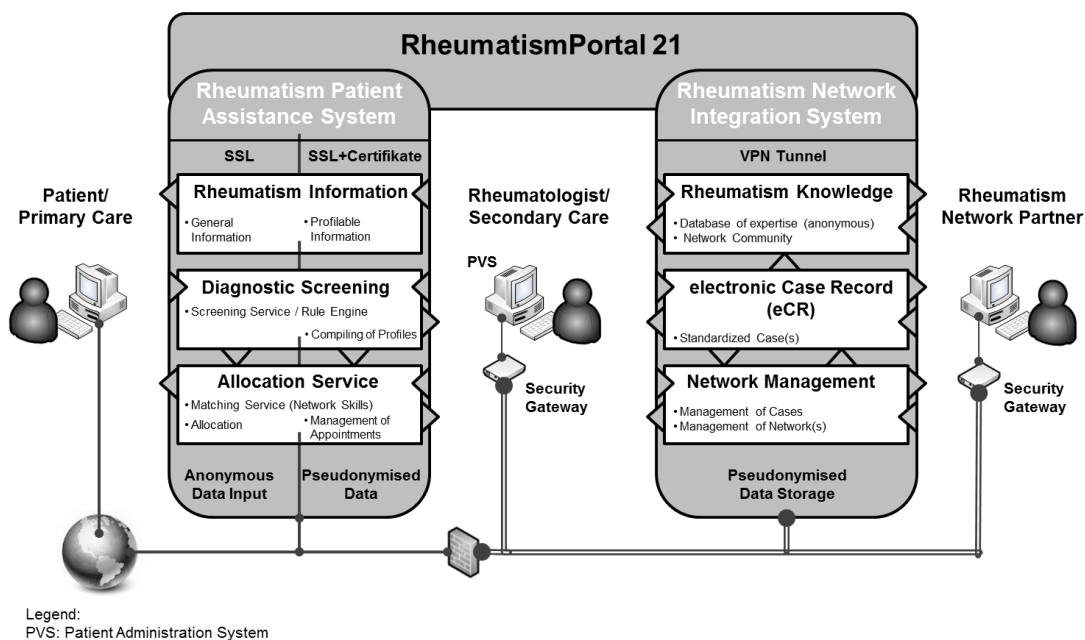 RheumatismPortal 21
Rheumatism Patient
Assistance System
SSL
SSL+Certifikate
Rheumatism Information
• General
Information
• Profilable
Information
Diagnostic Screening
• Screening Service / Rule Engine
• Compiling of Profiles
Allocation Service
• Matching Service (Network Skills)
• Allocation
• Management of
Appointments
Anonymous
Data Input
Pseudonymised
Data
Patient/
Primary Care
Rheumatologist/
Secondary Care
PVS
Security
Gateway
Rheumatism Network
Integration System
VPN Tunnel
Rheumatism Knowledge
• Database of expertise (anonymous)
• Network Community
electronic Case Record
(eCR)
• Standardized Case(s)
Network Management
• Management of Cases
• Management of Network(s)
Pseudonymised
Data Storage
Rheumatism
Network Partner
Security
Gateway
Legend:
PVS: Patient Administration System